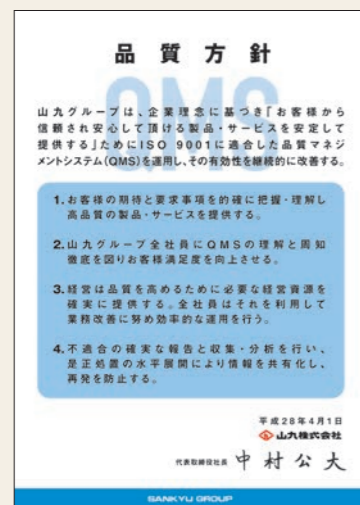 品質方針
QMS
山九グループは、企業理念に基づき「お客様から
信頼され安心して頂ける製品・サービスを安定して
提供する」ためにISO 9001に適合した品質マネジ
メントシステム(QMS)を運用し、その有効性を継続的に改善する。
1.お客様の期待と要求事項を的確に把握・理解し
高品質の製品・サービスを提供する。
2.山九グループ全社員にQMSの理解と周知
徹底を図りお客様満足度を向上させる。
3.経営は品質を高めるために必要な経営資源を
確実に提供する。全社員はそれを利用して
業務改善に努め効率的な運用を行う。
4.不適合の確実な報告と収集・分析を行い、
是正処置の水平展開により情報を共有化し、
再発を防止する。
平成28年4月1日
山九株式会社
代表取締役社長 中村公大
SANKYU GROUP